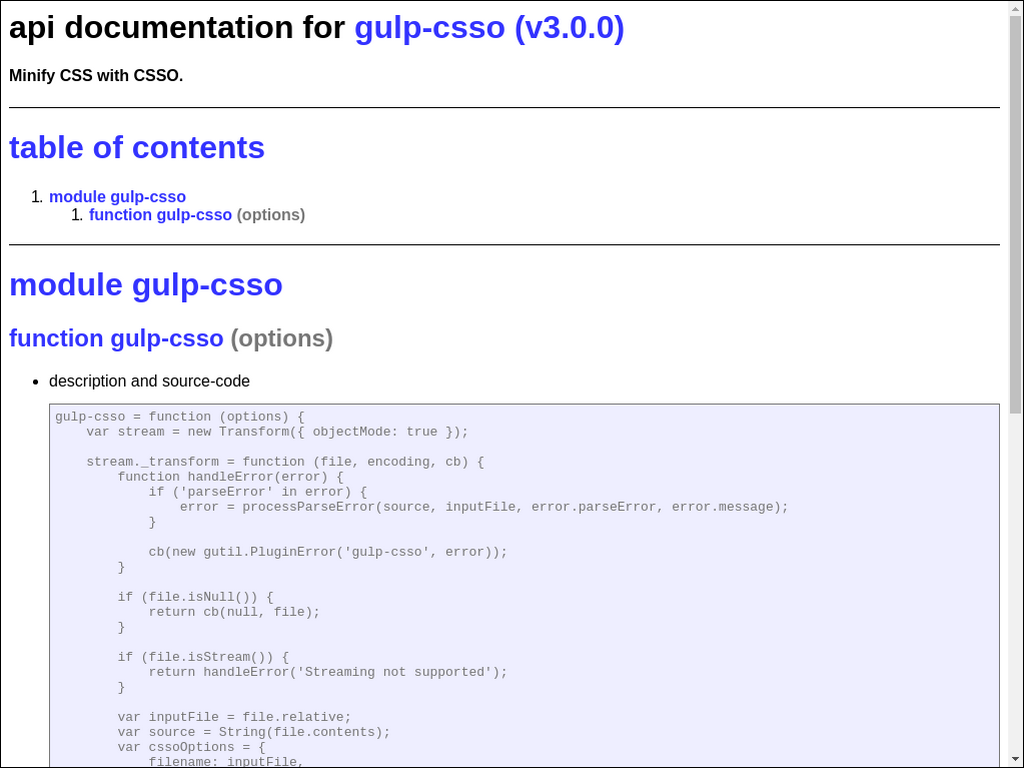 api documentation for gulp-csso (v3.0.0)
Minify CSS with CSSO.
table of contents
1. module gulp-csso
1. function gulp-csso (options)
module gulp-csso
function gulp-csso (options)
• description and source-code
gulp-csso = function (options) {
    var stream = new Transform({ objectMode: true });

    stream._transform = function (file, encoding, cb) {
        function handleError(error) {
            if ('parseError' in error) {
                error = processParseError(source, inputFile, error.parseError, error.message);
            }

            cb(new gutil.PluginError('gulp-csso', error));
        }

        if (file.isNull()) {
            return cb(null, file);
        }

        if (file.isStream()) {
            return handleError('Streaming not supported');
        }

        var inputFile = file.relative;
        var source = String(file.contents);
        var cssoOptions = {
            filename: inputFile,